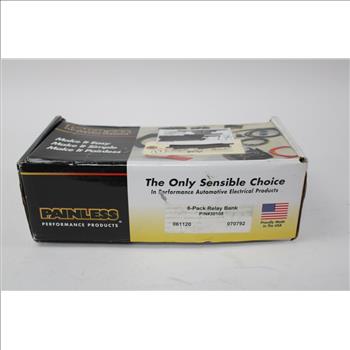 PAINLESS
Make It Easy
Make It Simple
Make It Painless
The Only Sensible Choice
In Performance Automotive Electrical Products
PAINLESS
PERFORMANCE PRODUCTS
6-Pack Relay Bank
P/N#30108
061120 070792
Proudly Made
In The USA